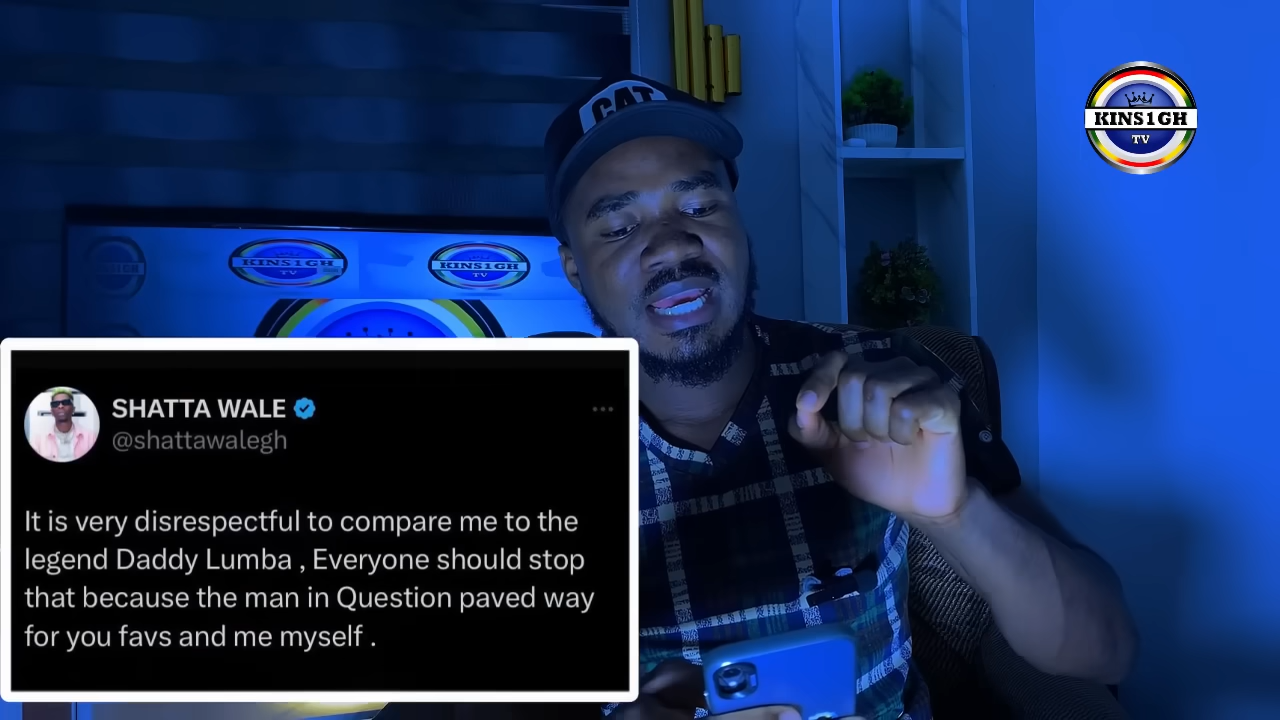 CAT
KINS1GH
TV
KINS1GH
TV
KINS1GH
TV
KINS1GH
SHATTA WALE
@shattawalegh
It is very disrespectful to compare me to the
legend Daddy Lumba , Everyone should stop
that because the man in Question paved way
for you favs and me myself .